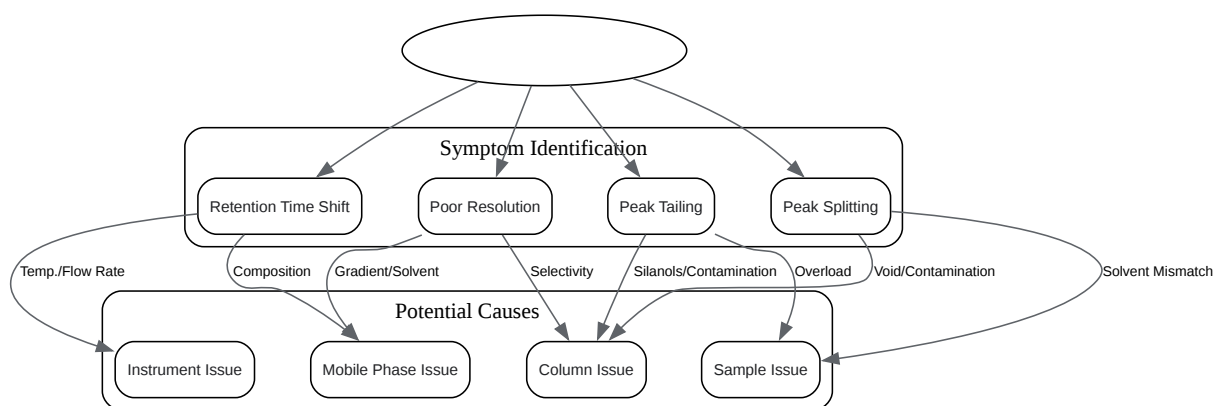 Symptom Identification
Retention Time Shift
Poor Resolution
Peak Tailing
Peak Splitting
Temp./Flow Rate
Composition
Gradient/Solvent
Selectivity
Silanols/Contamination
Overload
Void/Contamination
Solvent Mismatch
Potential Causes
Instrument Issue
Mobile Phase Issue
Column Issue
Sample Issue